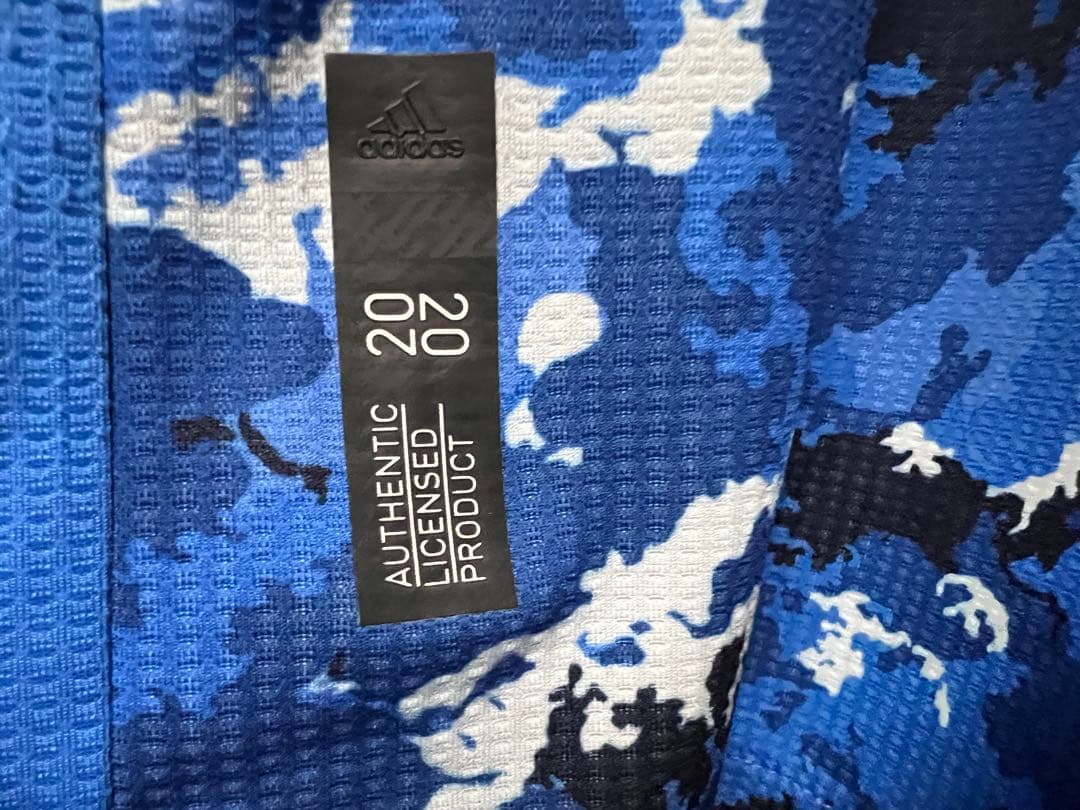 adidas
20
20
AUTHENTIC
LICENSED
PRODUCT